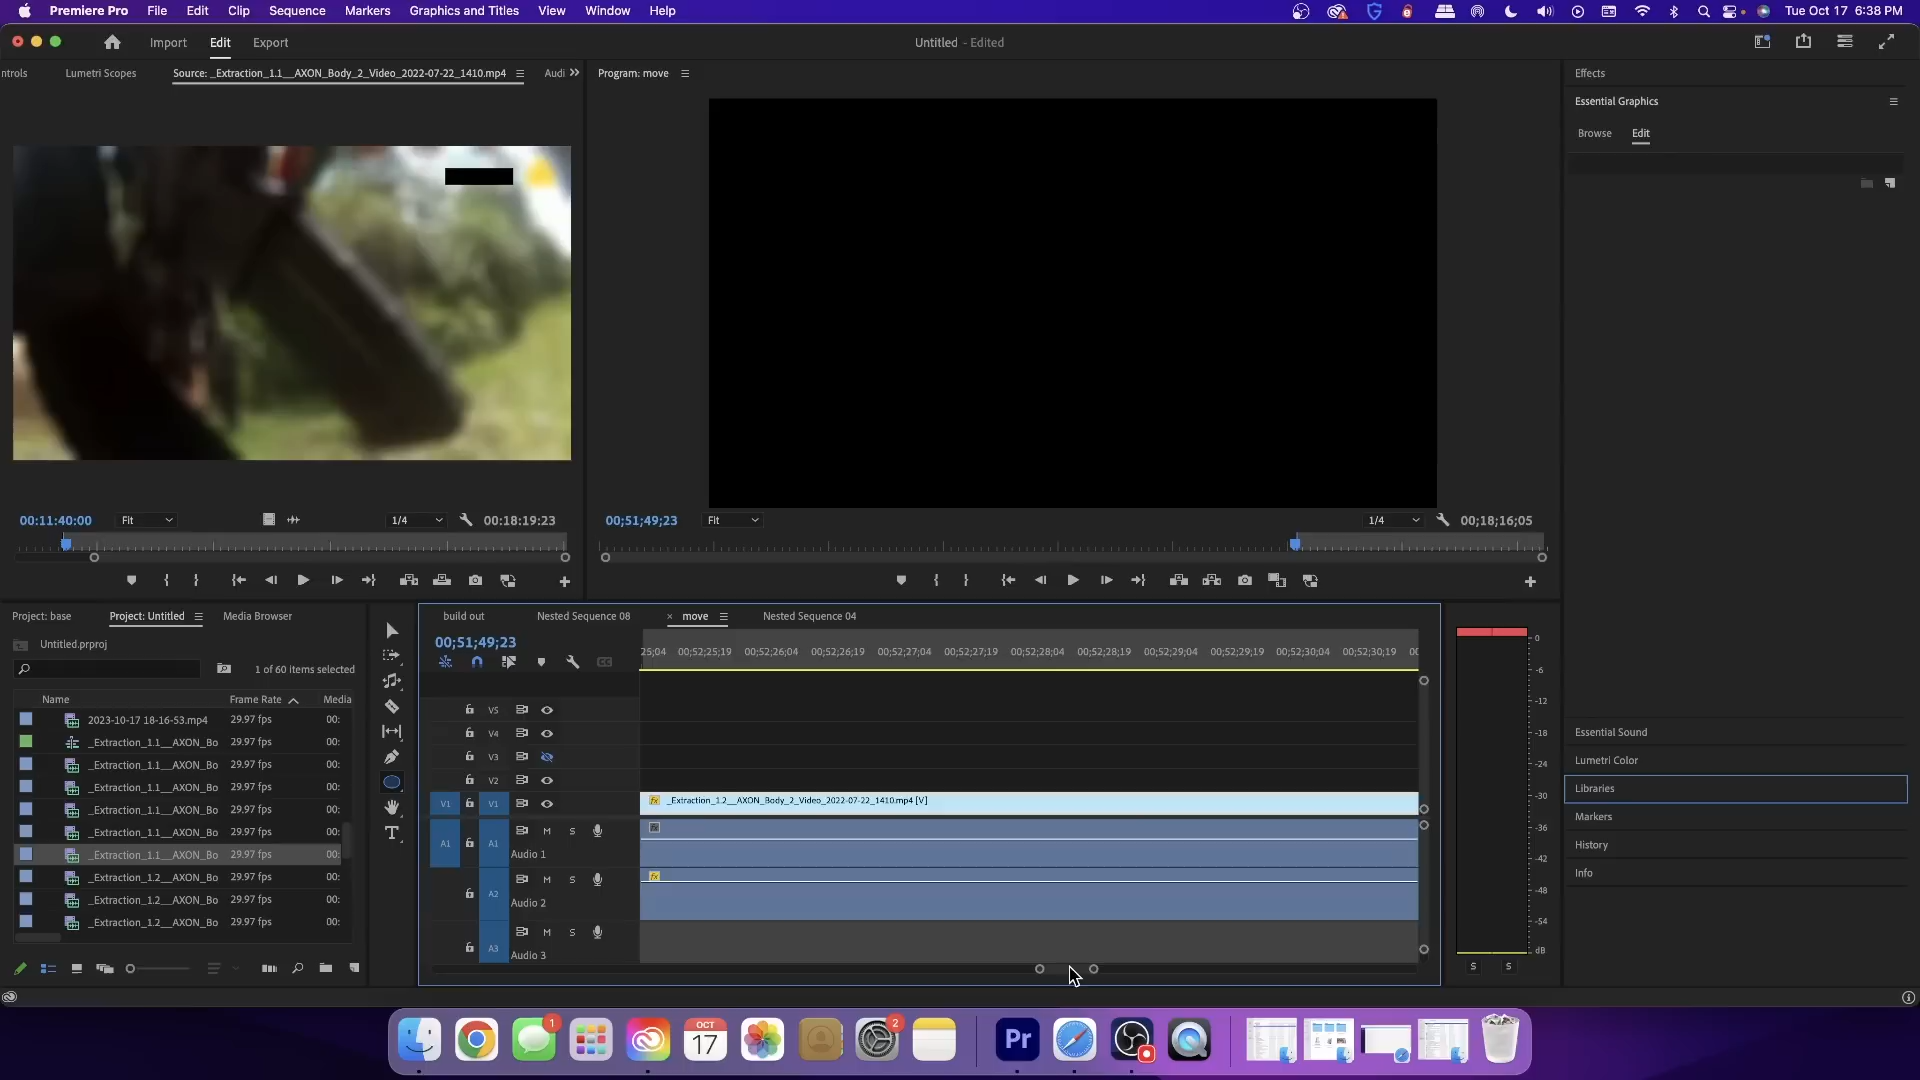 Premiere Pro File Edit Clip Sequence Markers Graphics and Titles View Window Help Tue Oct 17 6:38 PM
Import Edit Export Untitled - Edited
ntrols Lumetri Scopes Source: _Extraction_1.1__AXON_Body_2_Video_2022-07-22_1410.mp4 Audi Program: move Effects
Essential Graphics
Browse Edit
00:11:40:00 Fit 1/4 00:18:19:23 00;51;49;23 Fit 1/4 00;18;16;05
Project: base Project: Untitled Media Browser build out Nested Sequence 08 × move Nested Sequence 04
Untitled.prproj 00;51;49;23
25;04 00;52;25;19 00;52;26;04 00;52;26;19 00;52;27;04 00;52;27;19 00;52;28;04 00;52;28;19 00;52;29;04 00;52;29;19 00;52;30;04 00;52;30;19 00
1 of 60 items selected
Name Frame Rate Media
2023-10-17 18-16-53.mp4 29.97 fps 00:
_Extraction_1.1__AXON_Bo 29.97 fps 00:
_Extraction_1.1__AXON_Bo 29.97 fps 00:
_Extraction_1.1__AXON_Bo 29.97 fps 00:
_Extraction_1.1__AXON_Bo 29.97 fps 00:
_Extraction_1.1__AXON_Bo 29.97 fps 00:
_Extraction_1.1__AXON_Bo 29.97 fps 00:
_Extraction_1.2__AXON_Bo 29.97 fps 00:
_Extraction_1.2__AXON_Bo 29.97 fps 00:
_Extraction_1.2__AXON_Bo 29.97 fps 00:
V5
V4
V3
V2
V1 V1 fx _Extraction_1.2__AXON_Body_2_Video_2022-07-22_1410.mp4 [V]
A1 A1 M S fx
Audio 1
A2 M S fx
Audio 2
A3 M S
Audio 3
0
-6
-12
-18
-24
-30
-36
-42
-48
-54
dB
S S
Essential Sound
Lumetri Color
Libraries
Markers
History
Info
1 OCT 17 2 Pr